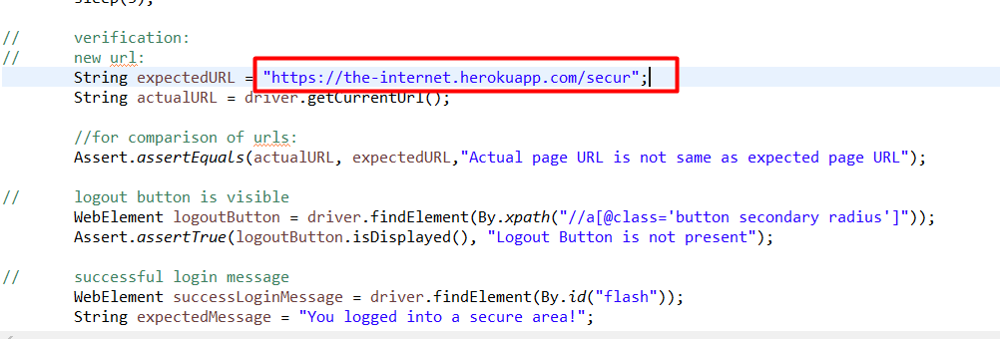 sleep(3);
// verification:
// new url:
String expectedURL = "https://the-internet.herokuapp.com/secur";
String actualURL = driver.getCurrentUrl();
//for comparison of urls:
Assert.assertEquals(actualURL, expectedURL,"Actual page URL is not same as expected page URL");
// logout button is visible
WebElement logoutButton = driver.findElement(By.xpath("//a[@class='button secondary radius']"));
Assert.assertTrue(logoutButton.isDisplayed(), "Logout Button is not present");
// successful login message
WebElement successLoginMessage = driver.findElement(By.id("flash"));
String expectedMessage = "You logged into a secure area!";